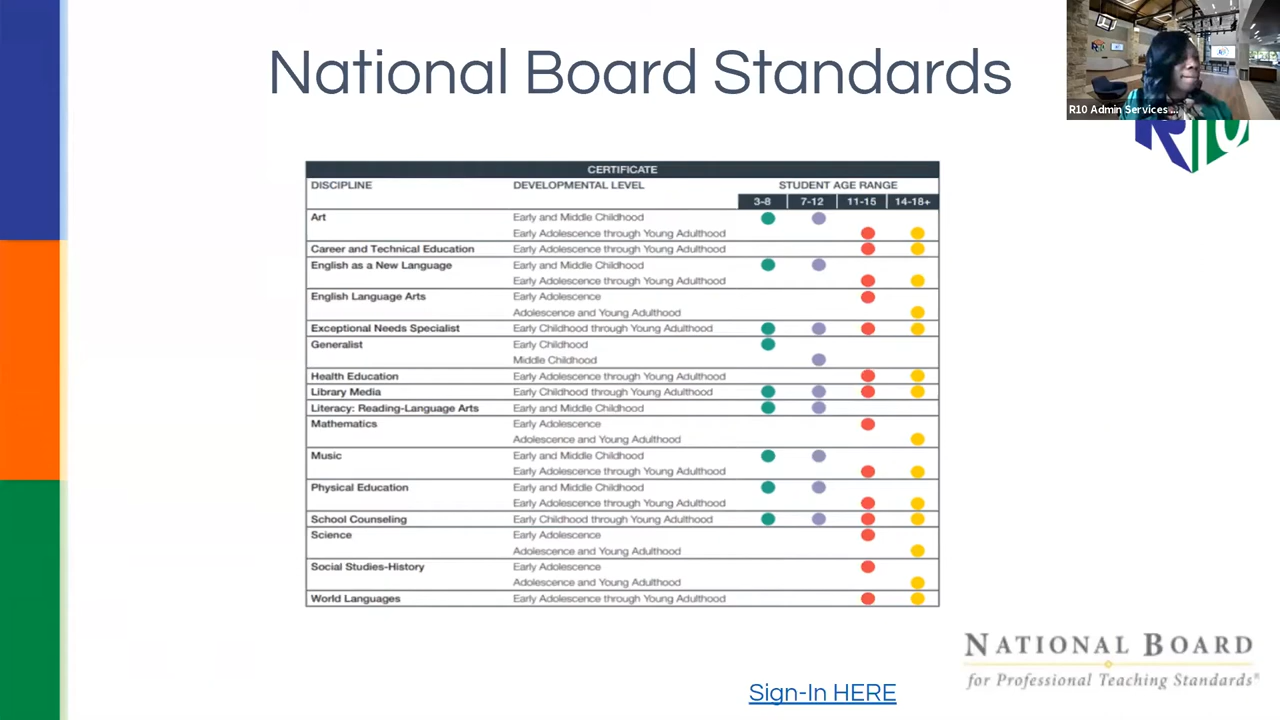 National Board Standards
R10 Admin Services ...
R10
CERTIFICATE
DISCIPLINE DEVELOPMENTAL LEVEL STUDENT AGE RANGE
3-8 7-12 11-15 14-18+
Art Early and Middle Childhood
Early Adolescence through Young Adulthood
Career and Technical Education Early Adolescence through Young Adulthood
English as a New Language Early and Middle Childhood
Early Adolescence through Young Adulthood
English Language Arts Early Adolescence
Adolescence and Young Adulthood
Exceptional Needs Specialist Early Childhood through Young Adulthood
Generalist Early Childhood
Middle Childhood
Health Education Early Adolescence through Young Adulthood
Library Media Early Childhood through Young Adulthood
Literacy: Reading-Language Arts Early and Middle Childhood
Mathematics Early Adolescence
Adolescence and Young Adulthood
Music Early and Middle Childhood
Early Adolescence through Young Adulthood
Physical Education Early and Middle Childhood
Early Adolescence through Young Adulthood
School Counseling Early Childhood through Young Adulthood
Science Early Adolescence
Adolescence and Young Adulthood
Social Studies-History Early Adolescence
Adolescence and Young Adulthood
World Languages Early Adolescence through Young Adulthood
NATIONAL BOARD
for Professional Teaching Standards®
Sign-In HERE